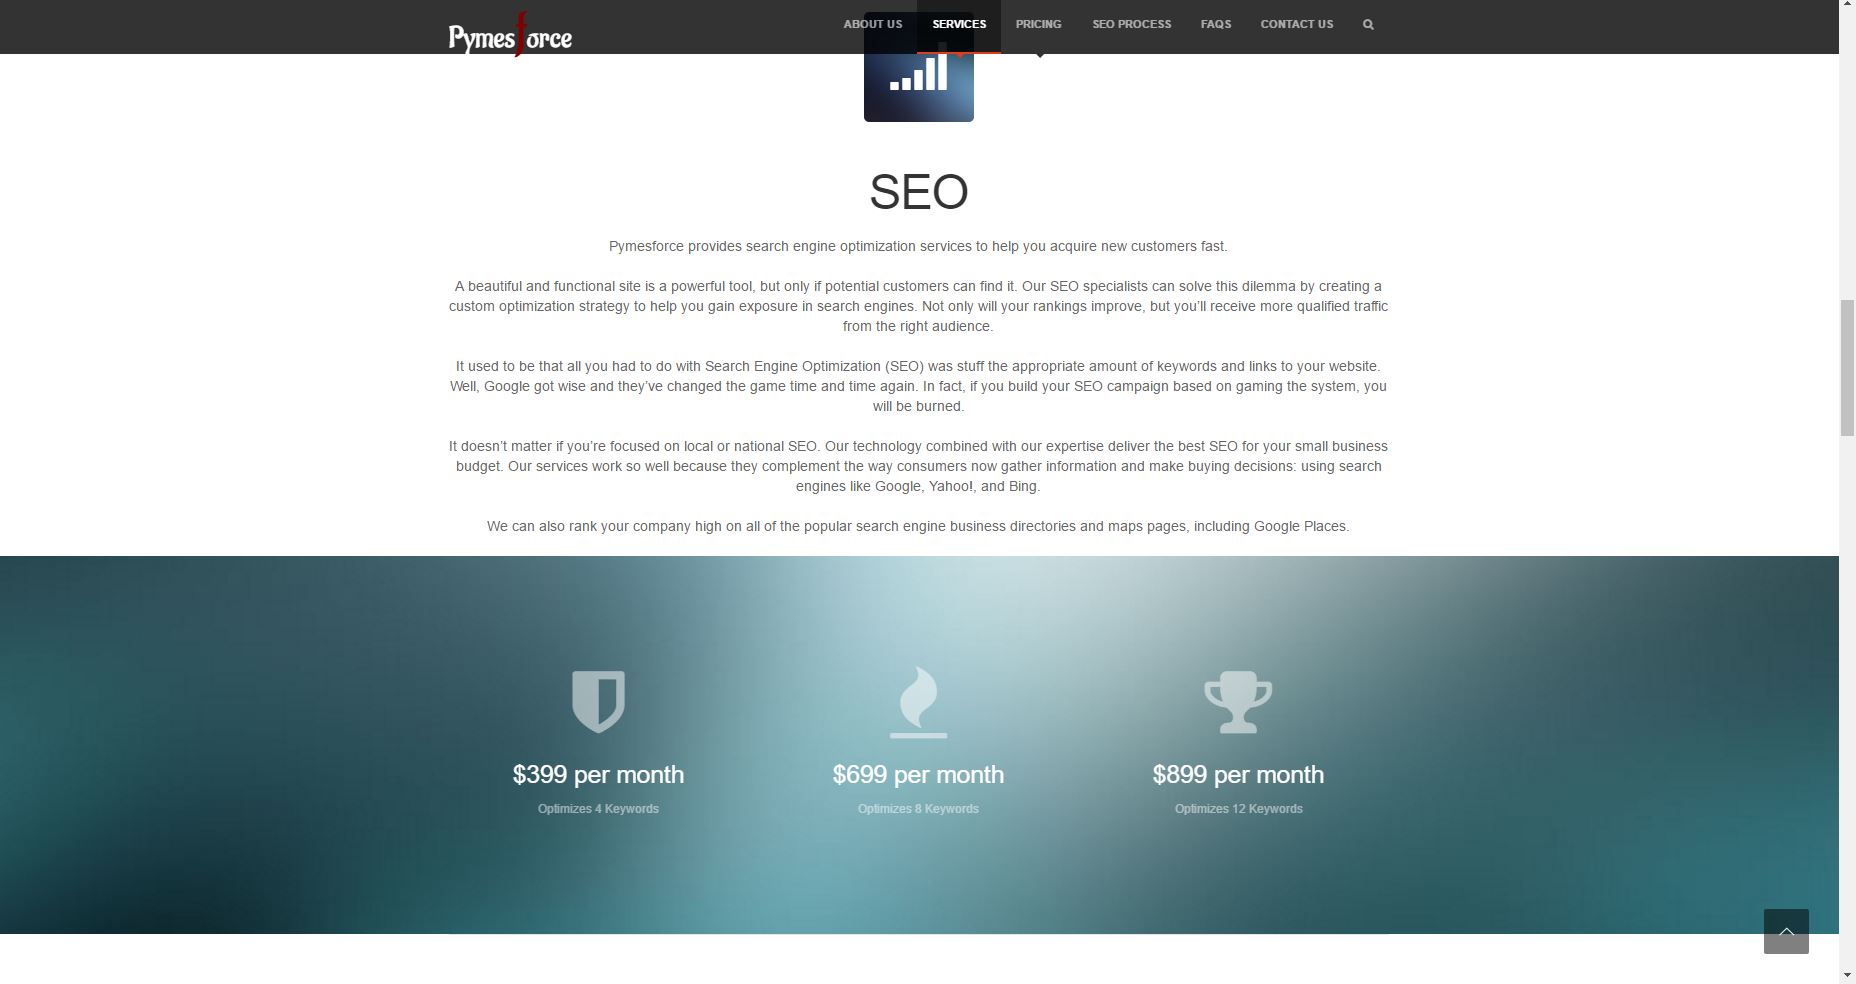 Pymesforce
ABOUT US SERVICES PRICING SEO PROCESS FAQS CONTACT US
SEO
Pymesforce provides search engine optimization services to help you acquire new customers fast.
A beautiful and functional site is a powerful tool, but only if potential customers can find it. Our SEO specialists can solve this dilemma by creating a
custom optimization strategy to help you gain exposure in search engines. Not only will your rankings improve, but you’ll receive more qualified traffic
from the right audience.
It used to be that all you had to do with Search Engine Optimization (SEO) was stuff the appropriate amount of keywords and links to your website.
Well, Google got wise and they’ve changed the game time and time again. In fact, if you build your SEO campaign based on gaming the system, you
will be burned.
It doesn’t matter if you’re focused on local or national SEO. Our technology combined with our expertise deliver the best SEO for your small business
budget. Our services work so well because they complement the way consumers now gather information and make buying decisions: using search
engines like Google, Yahoo!, and Bing.
We can also rank your company high on all of the popular search engine business directories and maps pages, including Google Places.
$399 per month $699 per month $899 per month
Optimizes 4 Keywords Optimizes 8 Keywords Optimizes 12 Keywords